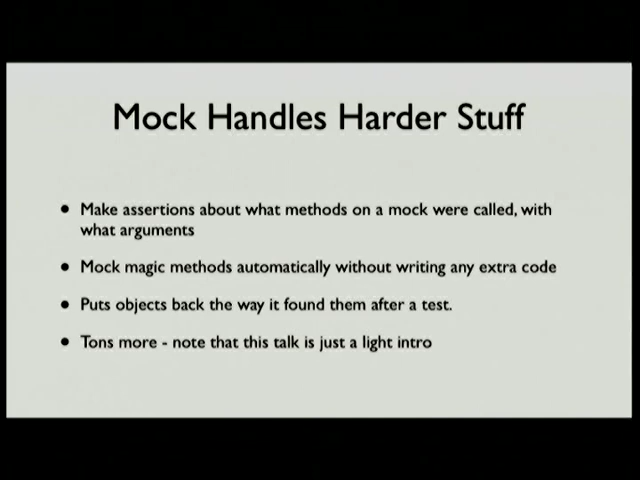 Mock Handles Harder Stuff
• Make assertions about what methods on a mock were called, with
what arguments
• Mock magic methods automatically without writing any extra code
• Puts objects back the way it found them after a test.
• Tons more - note that this talk is just a light intro